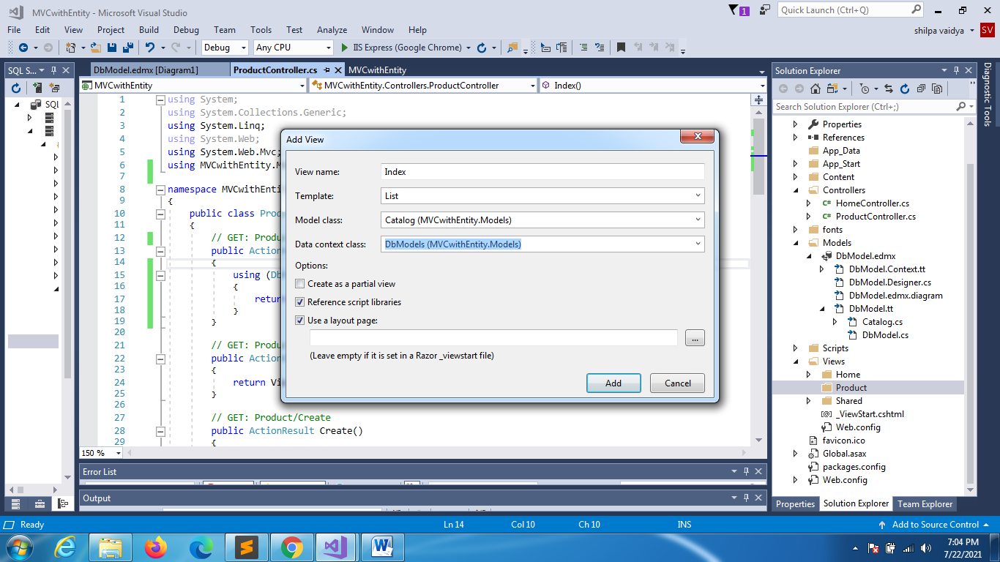 MVCwithEntity - Microsoft Visual Studio
1
Quick Launch (Ctrl+Q)
File Edit View Project Build Debug Team Tools Test Analyze Window Help
shilpa vaidya
SV
Debug
Any CPU
IIS Express (Google Chrome)
SQL S...
DbModel.edmx [Diagram1]
ProductController.cs
MVCwithEntity
MVCwithEntity
MVCwithEntity.Controllers.ProductController
Index()
SQL
1 using System;
2 using System.Collections.Generic;
3 using System.Linq;
4 using System.Web;
5 using System.Web.Mvc;
6 using MVCwithEntity.M
7
8 namespace MVCwithEnti
9 {
10 public class Prod
11 {
12 // GET: Produ
13 public Action
14 {
15 using (Db
16 {
17 retur
18 }
19 }
20
21 // GET: Produ
22 public Action
23 {
24 return Vi
25 }
26
27 // GET: Product/Create
28 public ActionResult Create()
29 {
150 %
Add View
View name:
Index
Template:
List
Model class:
Catalog (MVCwithEntity.Models)
Data context class:
DbModels (MVCwithEntity.Models)
Options:
Create as a partial view
Reference script libraries
Use a layout page:
...
(Leave empty if it is set in a Razor _viewstart file)
Add
Cancel
Error List
Output
Solution Explorer
Search Solution Explorer (Ctrl+;)
Properties
References
App_Data
App_Start
Content
Controllers
C# HomeController.cs
C# ProductController.cs
fonts
Models
DbModel.edmx
DbModel.Context.tt
DbModel.Designer.cs
DbModel.edmx.diagram
DbModel.tt
Catalog.cs
DbModel.cs
Scripts
Views
Home
Product
Shared
[@] _ViewStart.cshtml
Web.config
favicon.ico
Global.asax
packages.config
Web.config
Properties
Solution Explorer
Team Explorer
Diagnostic Tools
Ready
Ln 14
Col 10
Ch 10
INS
Add to Source Control
7:04 PM
7/22/2021